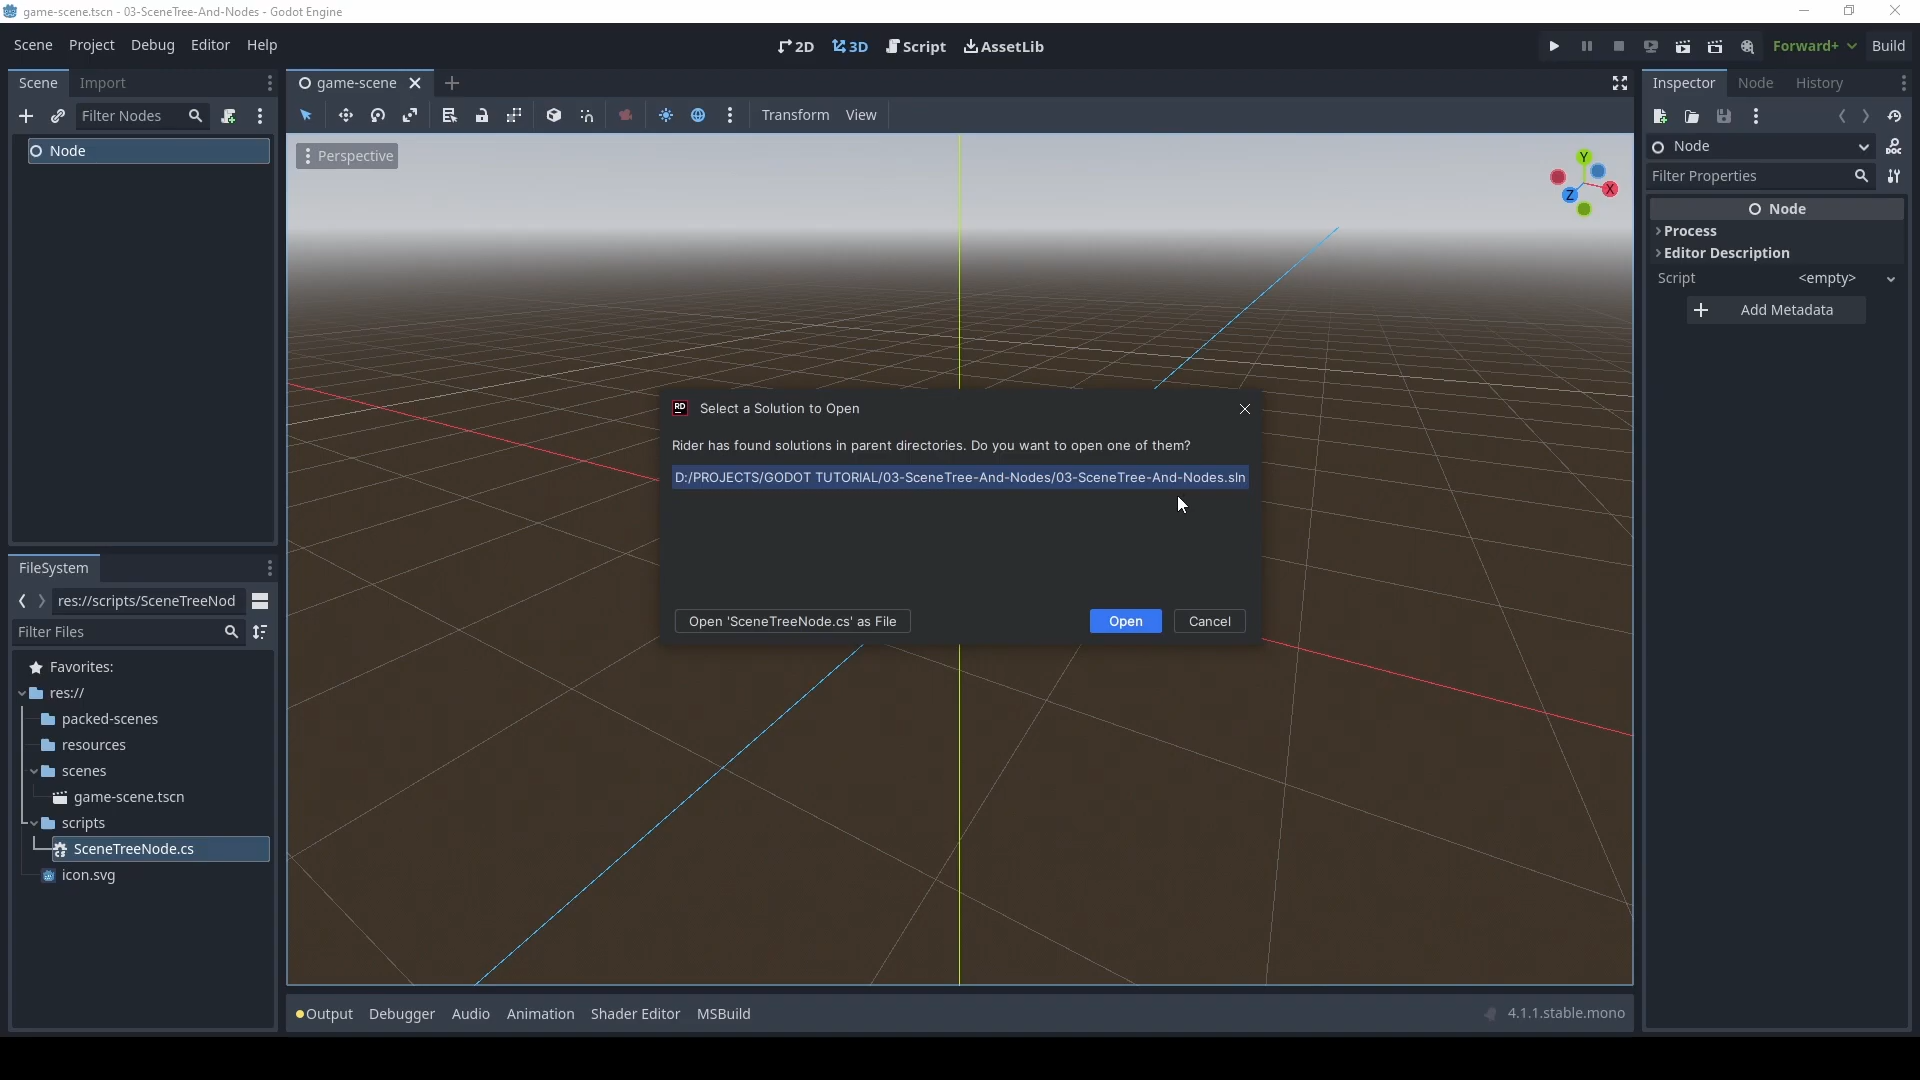 game-scene.tscn - 03-SceneTree-And-Nodes - Godot Engine
Scene Project Debug Editor Help
2D 3D Script AssetLib
Forward+ Build
Scene Import
game-scene
Inspector Node History
Filter Nodes
Transform View
Node
Perspective
Y
X
Z
Node
DOC
Filter Properties
Node
Process
Editor Description
Script <empty>
Add Metadata
RD
Select a Solution to Open
Rider has found solutions in parent directories. Do you want to open one of them?
D:/PROJECTS/GODOT TUTORIAL/03-SceneTree-And-Nodes/03-SceneTree-And-Nodes.sln
Open 'SceneTreeNode.cs' as File
Open
Cancel
FileSystem
res://scripts/SceneTreeNod
Filter Files
Favorites:
res://
packed-scenes
resources
scenes
game-scene.tscn
scripts
SceneTreeNode.cs
icon.svg
Output Debugger Audio Animation Shader Editor MSBuild
4.1.1.stable.mono